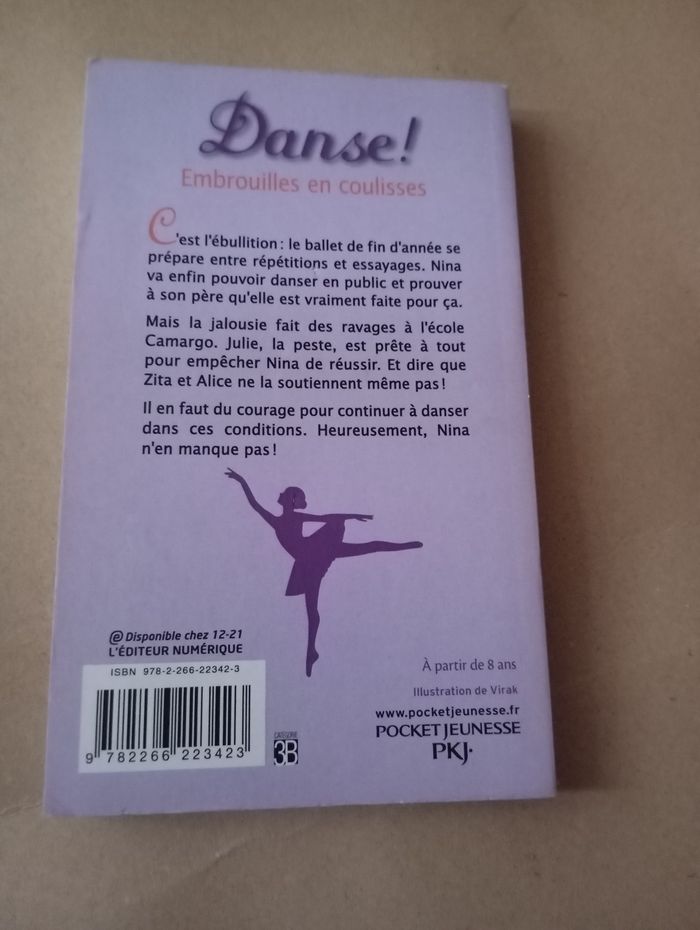 Danse!
Embrouilles en coulisses
C'est l'ébullition : le ballet de fin d'année se
prépare entre répétitions et essayages. Nina
va enfin pouvoir danser en public et prouver
à son père qu'elle est vraiment faite pour ça.
Mais la jalousie fait des ravages à l'école
Camargo. Julie, la peste, est prête à tout
pour empêcher Nina de réussir. Et dire que
Zita et Alice ne la soutiennent même pas !
Il en faut du courage pour continuer à danser
dans ces conditions. Heureusement, Nina
n'en manque pas !
@ Disponible chez 12-21
L'ÉDITEUR NUMÉRIQUE
ISBN 978-2-266-22342-3
9 782266 223423
CATÉGORIE
3B
À partir de 8 ans
Illustration de Virak
www.pocketjeunesse.fr
POCKET JEUNESSE
PKJ·